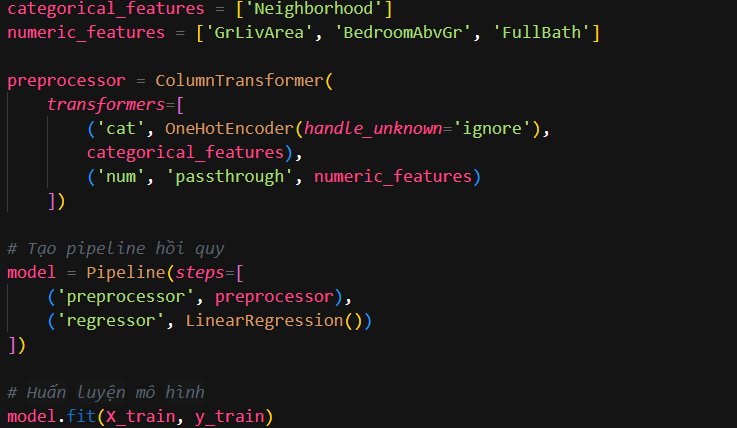 categorical_features = ['Neighborhood']
numeric_features = ['GrLivArea', 'BedroomAbvGr', 'FullBath']
preprocessor = ColumnTransformer(
transformers=[
('cat', OneHotEncoder(handle_unknown='ignore'),
categorical_features),
('num', 'passthrough', numeric_features)
])
# Tạo pipeline hồi quy
model = Pipeline(steps=[
('preprocessor', preprocessor),
('regressor', LinearRegression())
])
# Huấn luyện mô hình
model.fit(X_train, y_train)